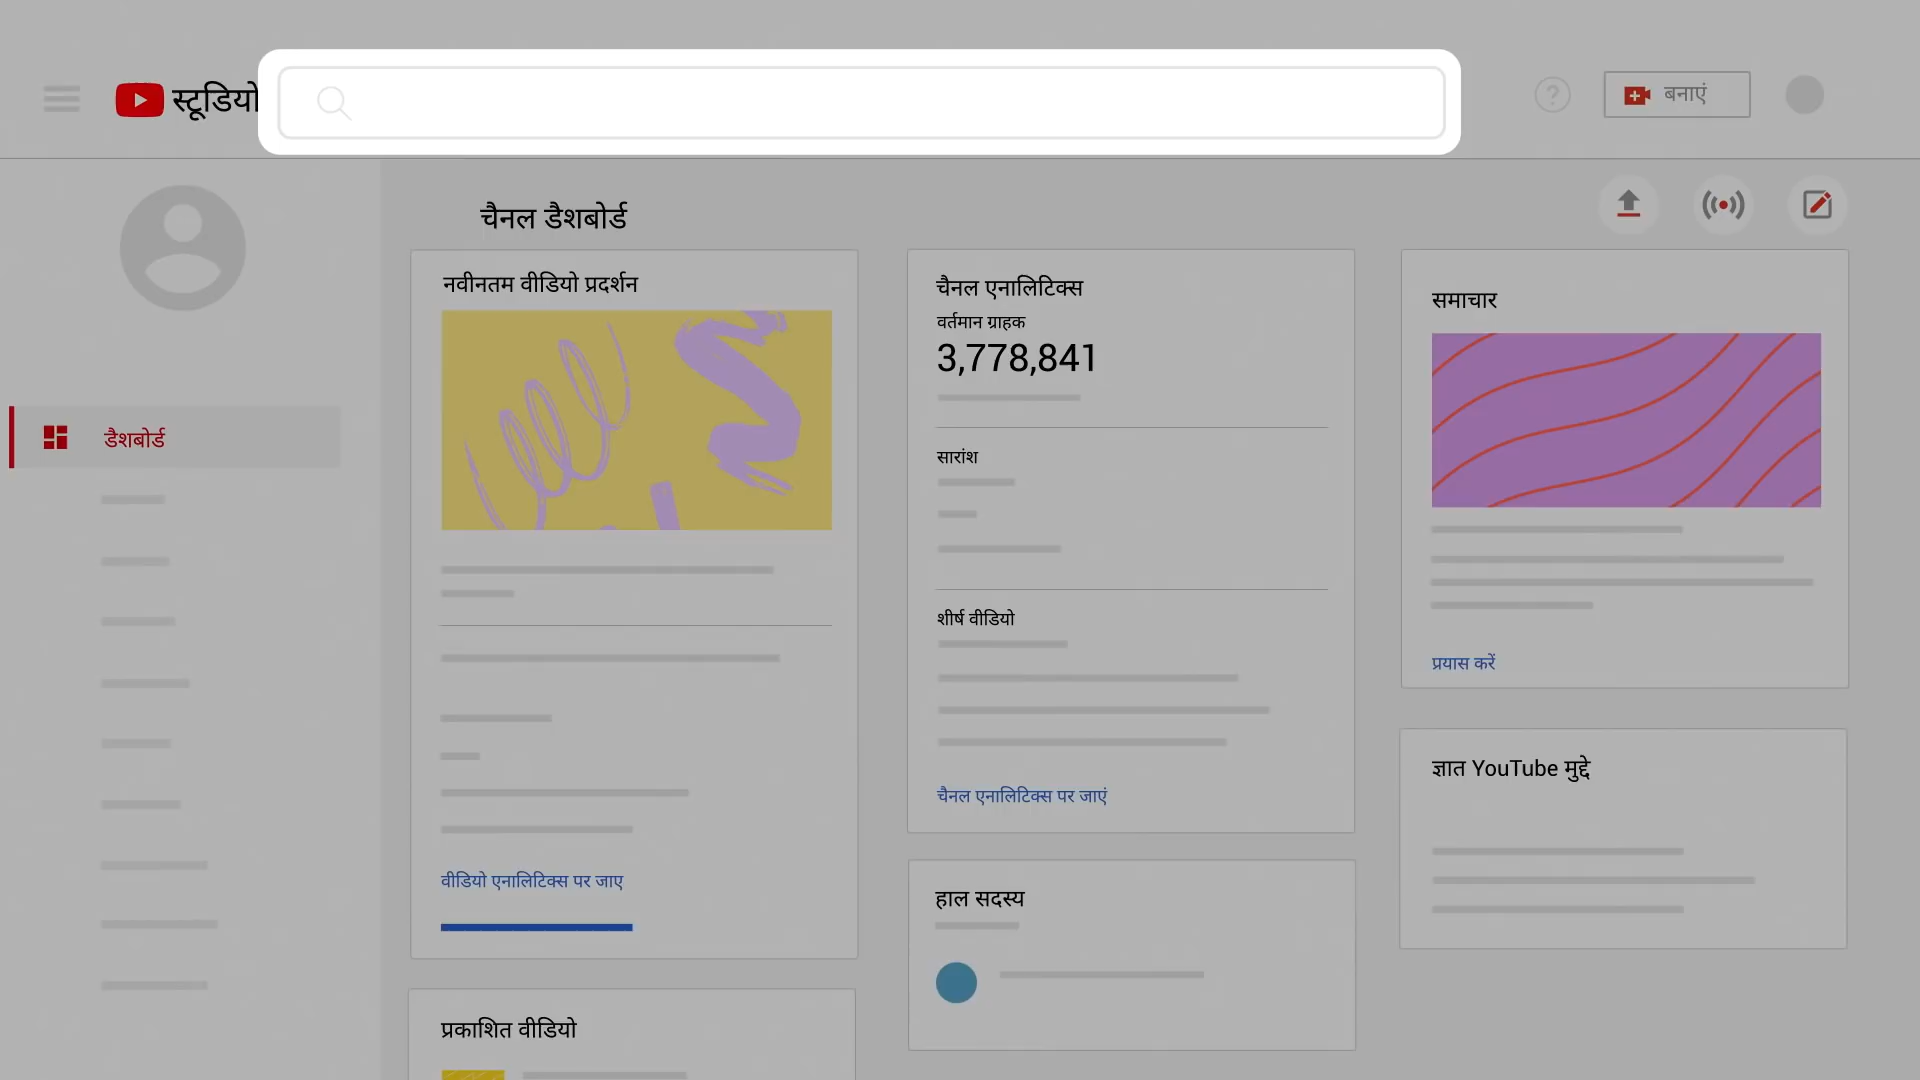 स्टूडियो
?
बनाएं
डैशबोर्ड
चैनल डैशबोर्ड
नवीनतम वीडियो प्रदर्शन
वीडियो एनालिटिक्स पर जाए
प्रकाशित वीडियो
चैनल एनालिटिक्स
वर्तमान ग्राहक
3,778,841
सारांश
शीर्ष वीडियो
चैनल एनालिटिक्स पर जाएं
हाल सदस्य
समाचार
प्रयास करें
ज्ञात YouTube मुद्दे